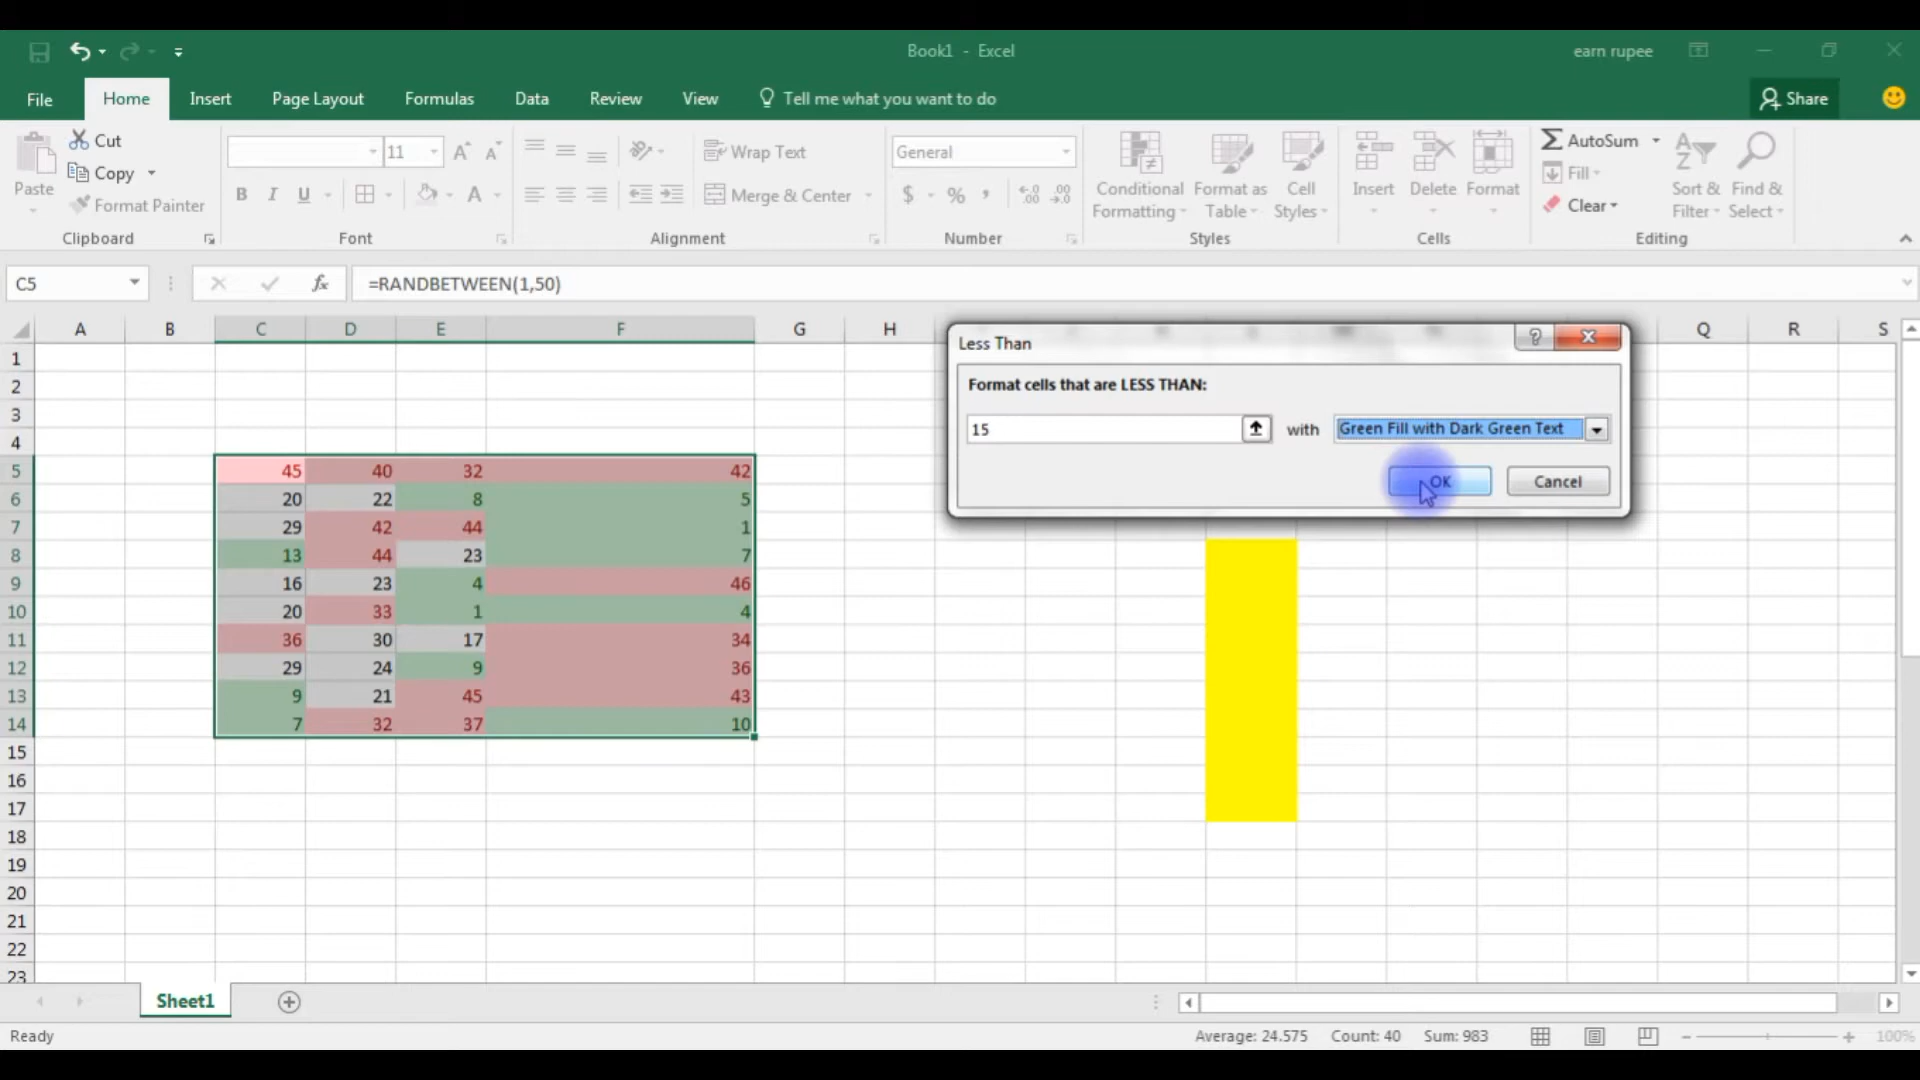 Book1 - Excel
earn rupee
File Home Insert Page Layout Formulas Data Review View Tell me what you want to do Share
Paste
Cut
Copy
Format Painter
Clipboard
11
B I U A
Font
Wrap Text
Merge & Center
Alignment
General
$ % ,
Number
Conditional Formatting
Format as Table
Cell Styles
Styles
Insert Delete Format
Cells
AutoSum
Fill
Clear
Sort & Filter
Find & Select
Editing
C5 fx =RANDBETWEEN(1,50)
A B C D E F G H Q R S
Less Than
Format cells that are LESS THAN:
15 with Green Fill with Dark Green Text
OK Cancel
1
2
3
4
5 45 40 32 42
6 20 22 8 5
7 29 42 44 1
8 13 44 23 7
9 16 23 4 46
10 20 33 1 4
11 36 30 17 34
12 29 24 9 36
13 9 21 45 43
14 7 32 37 10
15
16
17
18
19
20
21
22
23
Sheet1
Ready Average: 24.575 Count: 40 Sum: 983 100%